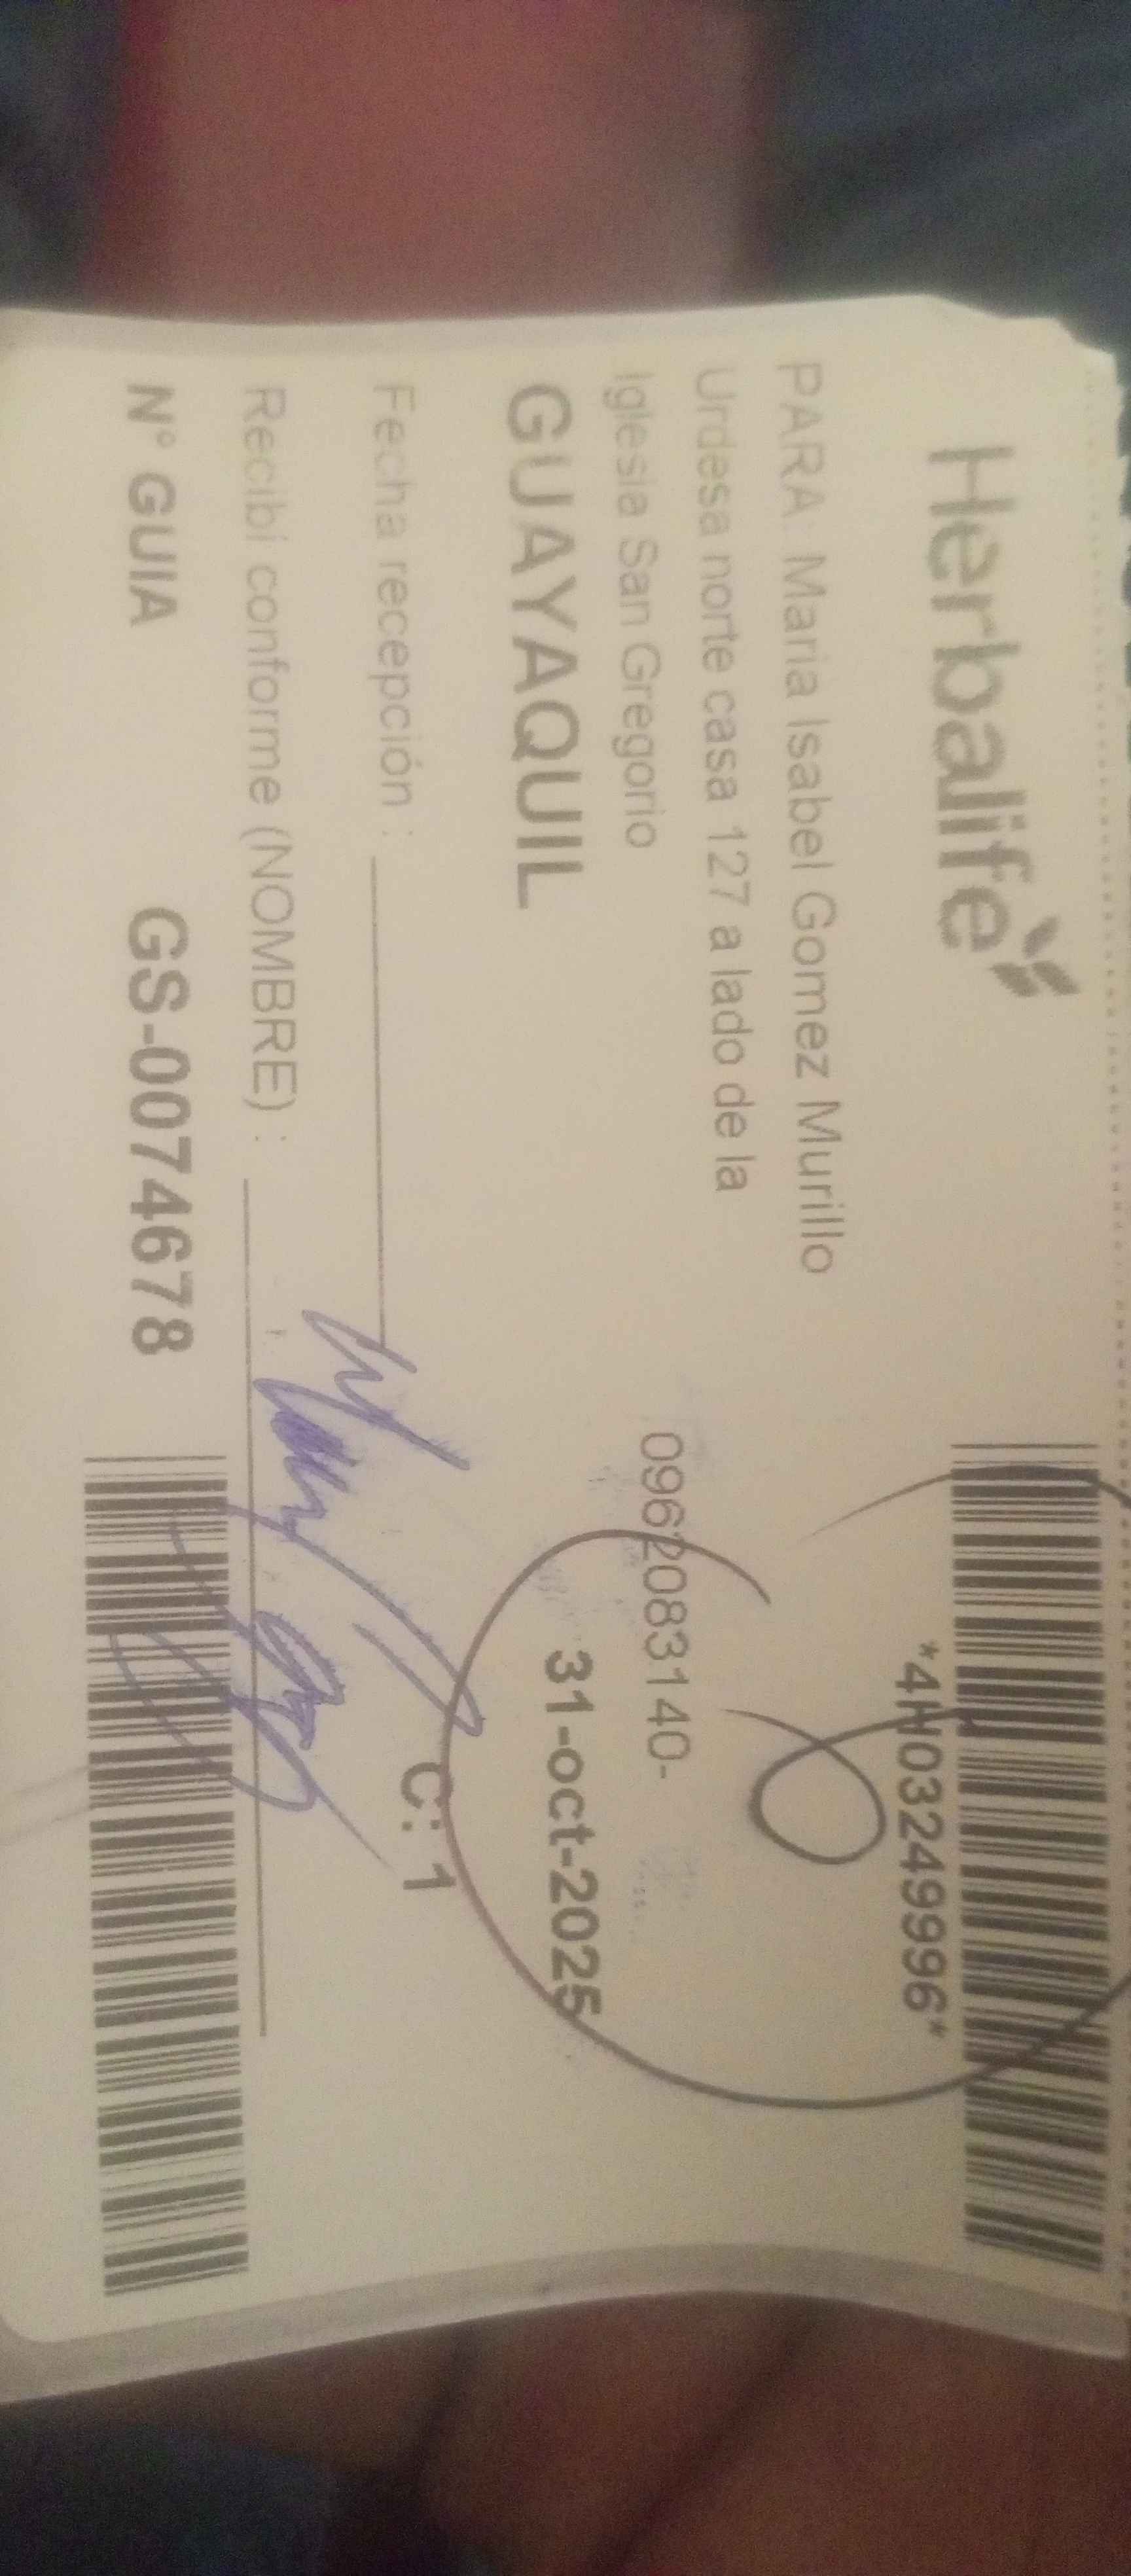 Herbalife
*4H03249996*
PARA: Maria Isabel Gomez Murillo
Urdesa norte casa 127 a lado de la
Iglesia San Gregorio
0962083140-
GUAYAQUIL
31-oct-2025
Fecha recepción :
C: 1
Recibí conforme (NOMBRE) :
N° GUIA GS-0074678